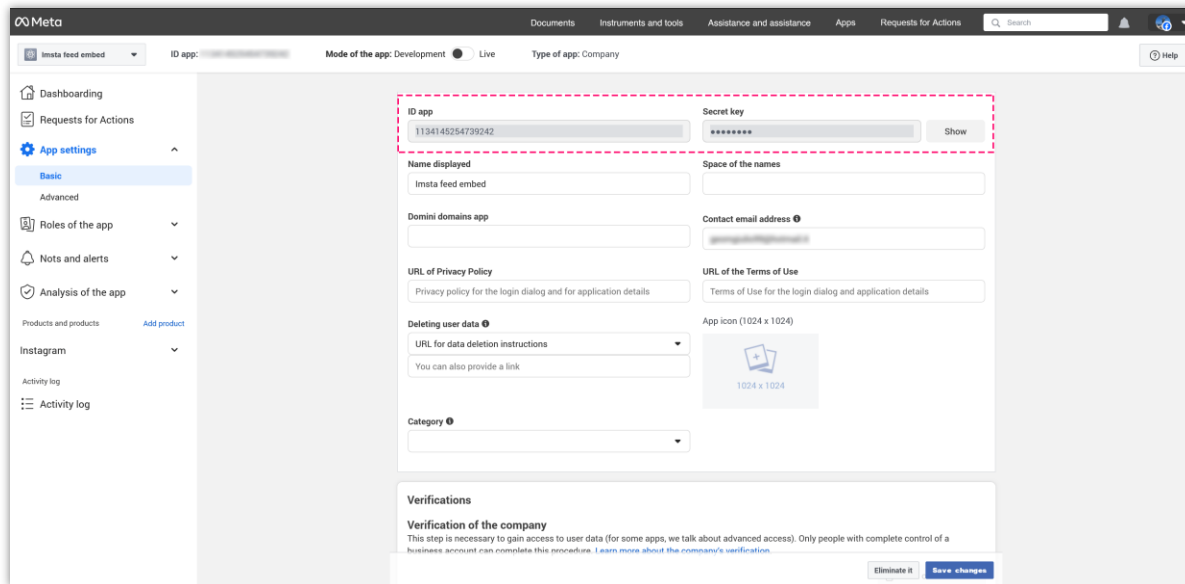 Meta
Documents
Instruments and tools
Assistance and assistance
Apps
Requests for Actions
Search
Imsta feed embed
ID app:
Mode of the app: Development
Live
Type of app: Company
Help
Dashboarding
Requests for Actions
App settings
Basic
Advanced
Roles of the app
Nots and alerts
Analysis of the app
Products and products
Add product
Instagram
Activity log
Activity log
ID app
Secret key
1134145254739242
••••••••
Show
Name displayed
Space of the names
Imsta feed embed
Domini domains app
Contact email address
URL of Privacy Policy
URL of the Terms of Use
Privacy policy for the login dialog and for application details
Terms of Use for the login dialog and application details
Deleting user data
App icon (1024 x 1024)
URL for data deletion instructions
You can also provide a link
1024 x 1024
Category
Verifications
Verification of the company
This step is necessary to gain access to user data (for some apps, we talk about advanced access). Only people with complete control of a
business account can complete this procedure. Learn more about the company's verification.
Eliminate it
Save changes